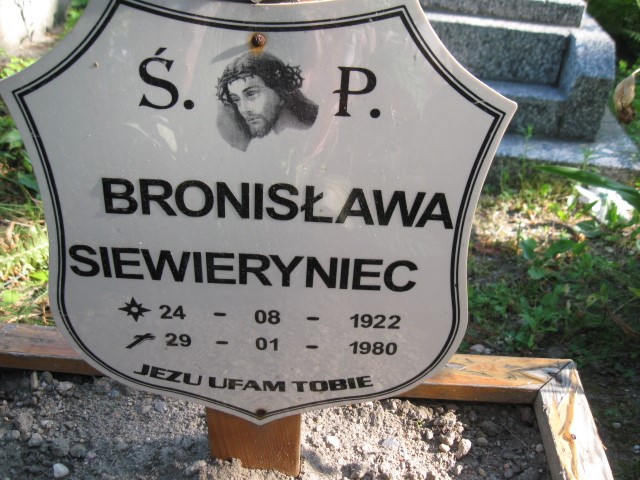 Ś. P.
BRONISŁAWA
SIEWIERYNIEC
24 - 08 - 1922
29 - 01 - 1980
JEZU UFAM TOBIE